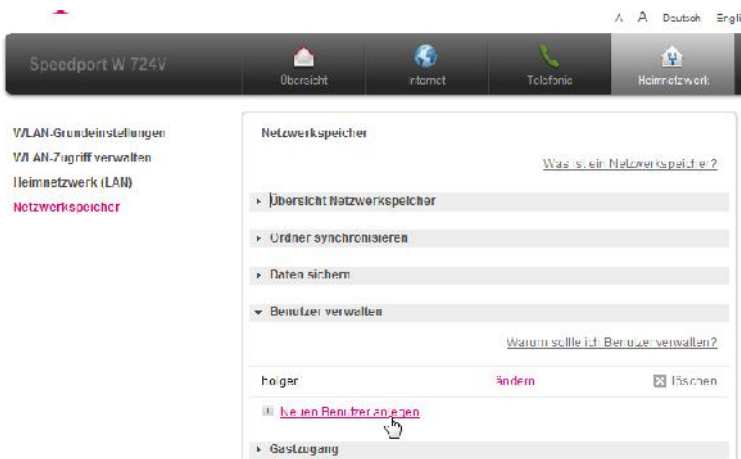 A A Deutsch Engli
Speedport W 724V
Übersicht Internet Telefonie Heimnetzwerk
WLAN-Grundeinstellungen
WLAN-Zugriff verwalten
Heimnetzwerk (LAN)
Netzwerkspeicher
Netzwerkspeicher
Was ist ein Netzwerkspeicher?
Übersicht Netzwerkspeicher
Ordner synchronisieren
Daten sichern
Benutzer verwalten
Warum sollte ich Benutzer verwalten?
holger ändern löschen
Neuen Benutzer anlegen
Gastzugang